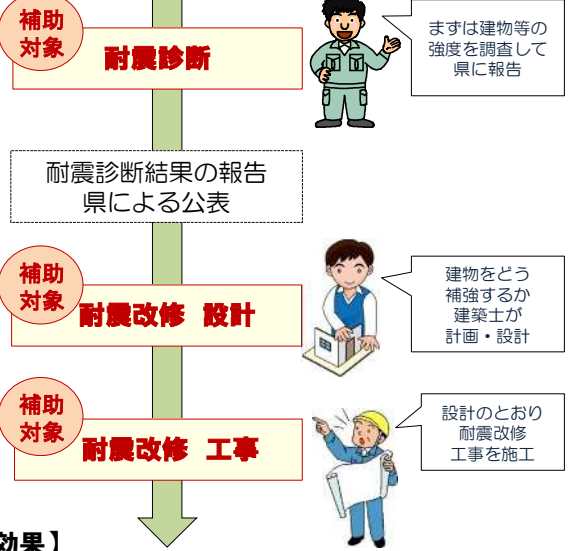 補助
対象
耐震診断
まずは建物等の
強度を調査して
県に報告
耐震診断結果の報告
県による公表
補助
対象
耐震改修 設計
建物をどう
補強するか
建築士が
計画・設計
補助
対象
耐震改修 工事
設計のとおり
耐震改修
工事を施工
効果】